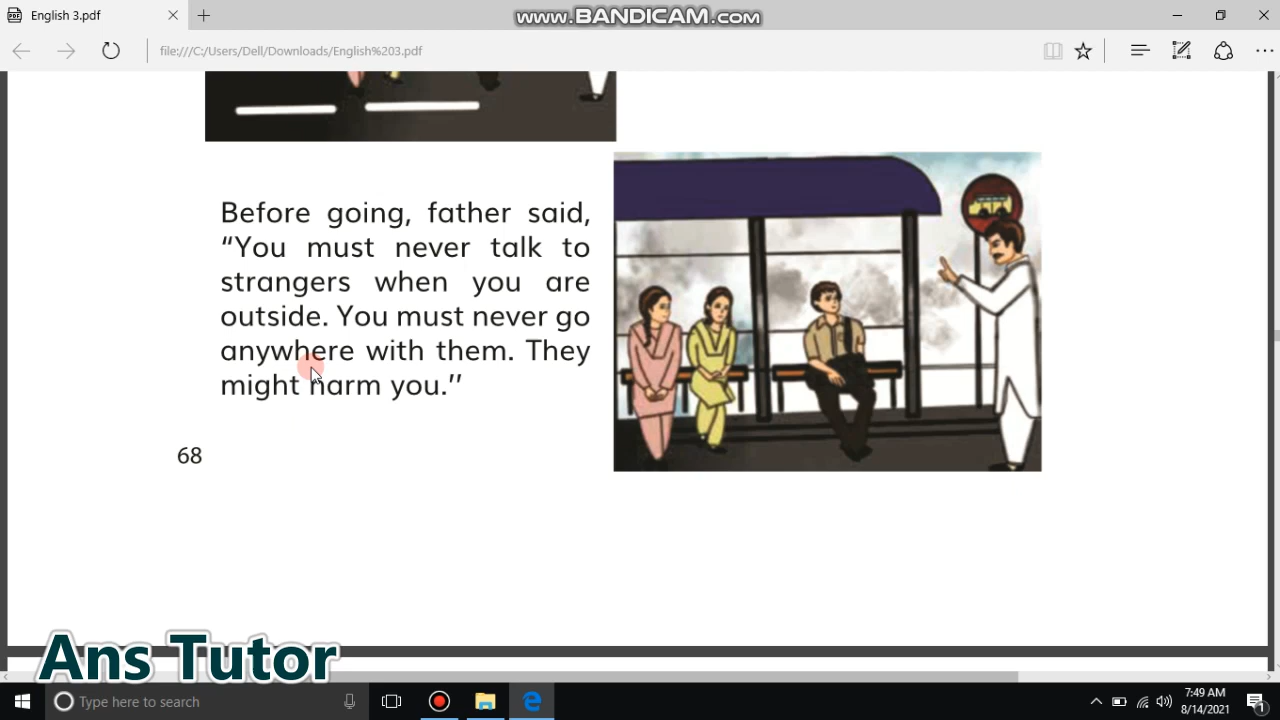 English 3.pdf
www.BANDICAM.com
file:///C:/Users/Dell/Downloads/English%203.pdf
Before going, father said,
“You must never talk to
strangers when you are
outside. You must never go
anywhere with them. They
might harm you.’’
68
Ans Tutor
Type here to search
7:49 AM
8/14/2021
1